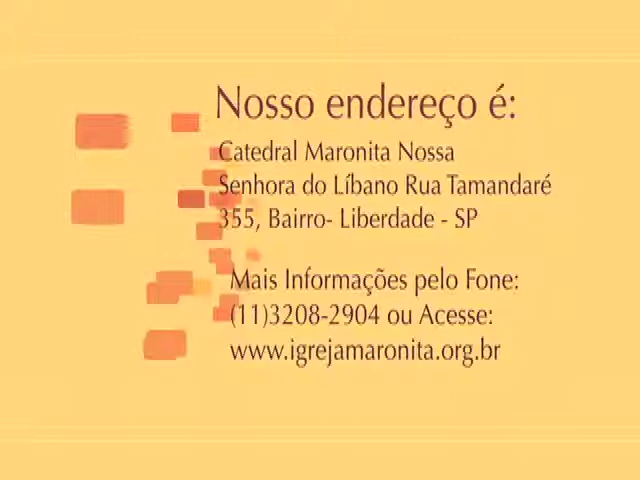 Nosso endereço é:
Catedral Maronita Nossa
Senhora do Líbano Rua Tamandaré
355, Bairro- Liberdade - SP
Mais Informações pelo Fone:
(11)3208-2904 ou Acesse:
www.igrejamaronita.org.br